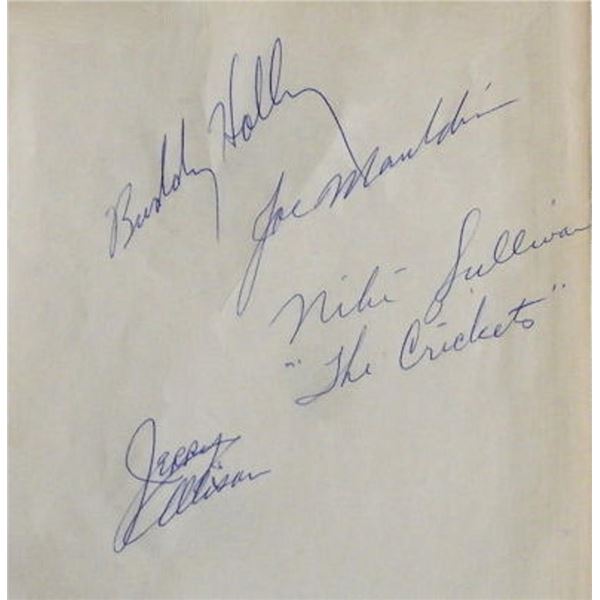 Buddy Holly
Joe Mauldin
Niki Sullivan
"The Crickets"
Jerry Allison